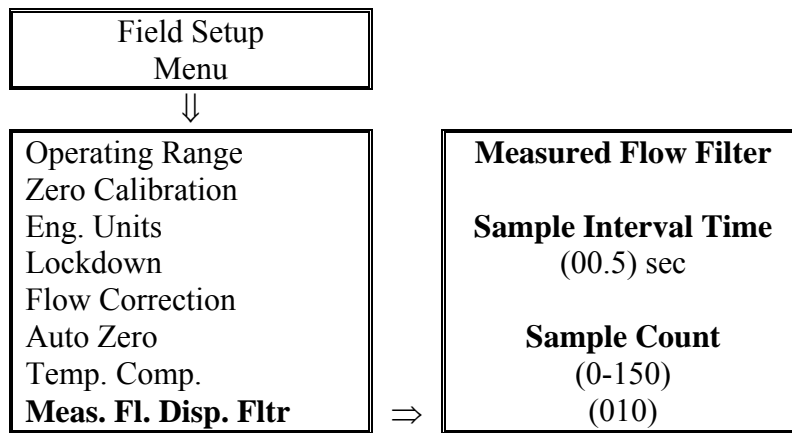 Field Setup
Menu
⇓
Operating Range
Zero Calibration
Eng. Units
Lockdown
Flow Correction
Auto Zero
Temp. Comp.
Meas. Fl. Disp. Fltr
⇒
Measured Flow Filter
Sample Interval Time
(00.5) sec
Sample Count
(0-150)
(010)